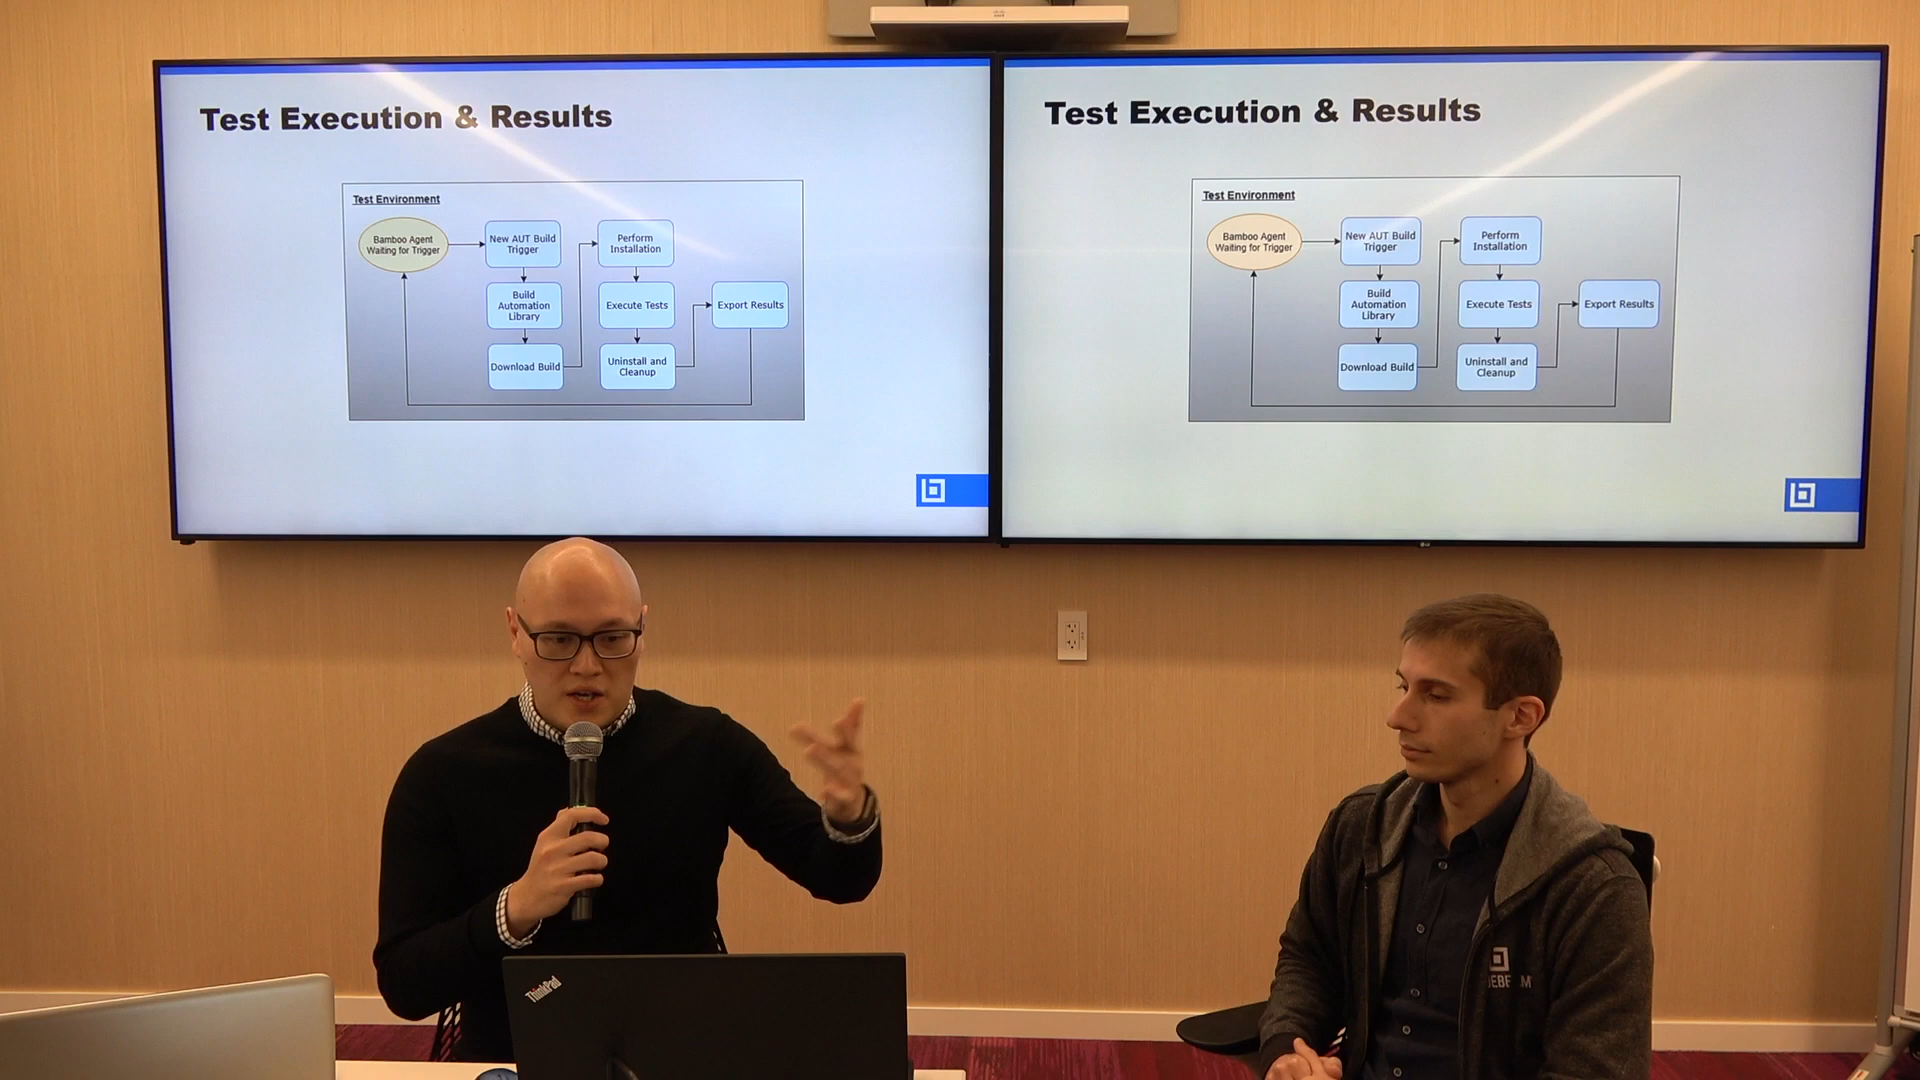 Test Execution & Results
Test Environment
Bamboo Agent
Waiting for Trigger
New AUT Build
Trigger
Build
Automation
Library
Download Build
Perform
Installation
Execute Tests
Uninstall and
Cleanup
Export Results
Test Execution & Results
Test Environment
Bamboo Agent
Waiting for Trigger
New AUT Build
Trigger
Build
Automation
Library
Download Build
Perform
Installation
Execute Tests
Uninstall and
Cleanup
Export Results
ThinkPad